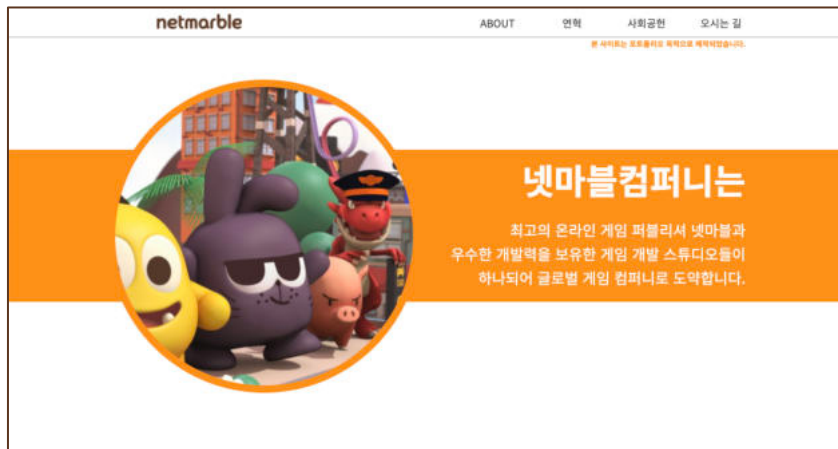 netmarble
ABOUT 연혁 사회공헌 오시는 길
본 사이트는 포트폴리오 목적으로 제작되었습니다.
넷마블컴퍼니는
최고의 온라인 게임 퍼블리셔 넷마블과
우수한 개발력을 보유한 게임 개발 스튜디오들이
하나되어 글로벌 게임 컴퍼니로 도약합니다.